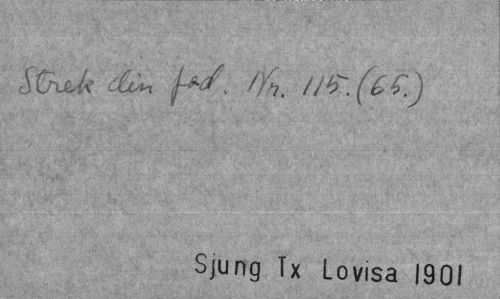 Strek din fad. Nr. 115. (65.)
Sjung Tx Lovisa 1901